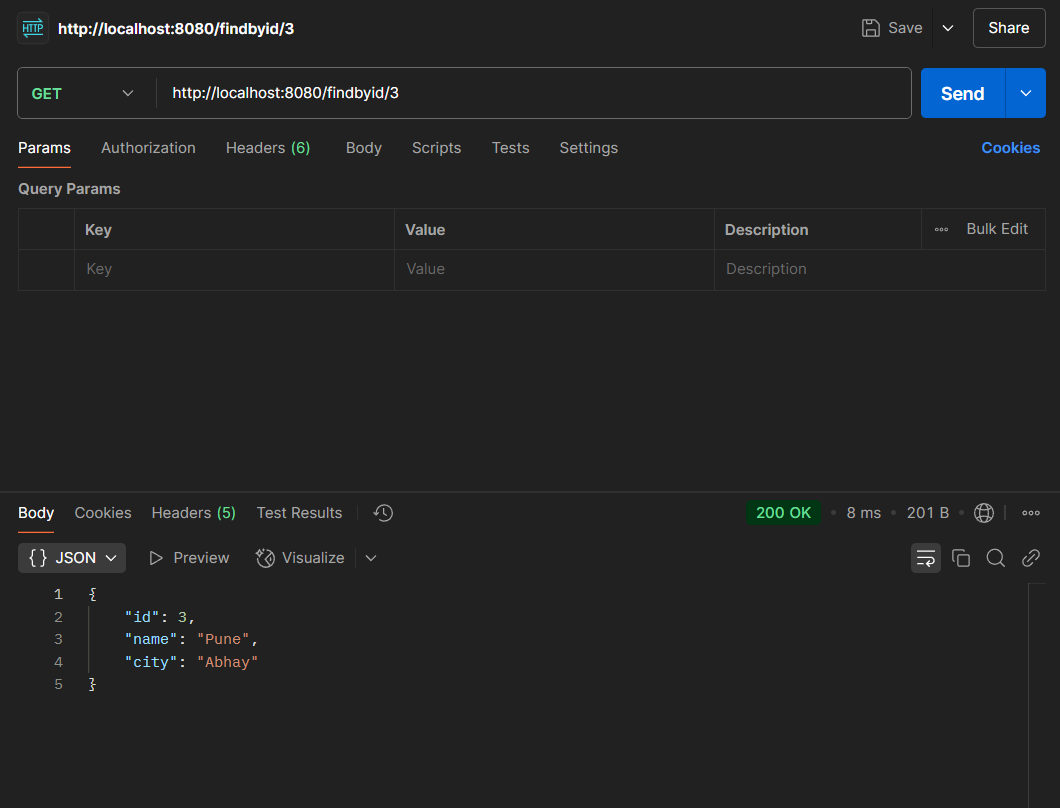 HTTP http://localhost:8080/findbyid/3 Save Share
GET http://localhost:8080/findbyid/3 Send
Params Authorization Headers (6) Body Scripts Tests Settings Cookies
Query Params
Key Value Description Bulk Edit
Key Value Description
Body Cookies Headers (5) Test Results 200 OK • 8 ms • 201 B •
{} JSON Preview Visualize
1 {
2 "id": 3,
3 "name": "Pune",
4 "city": "Abhay"
5 }